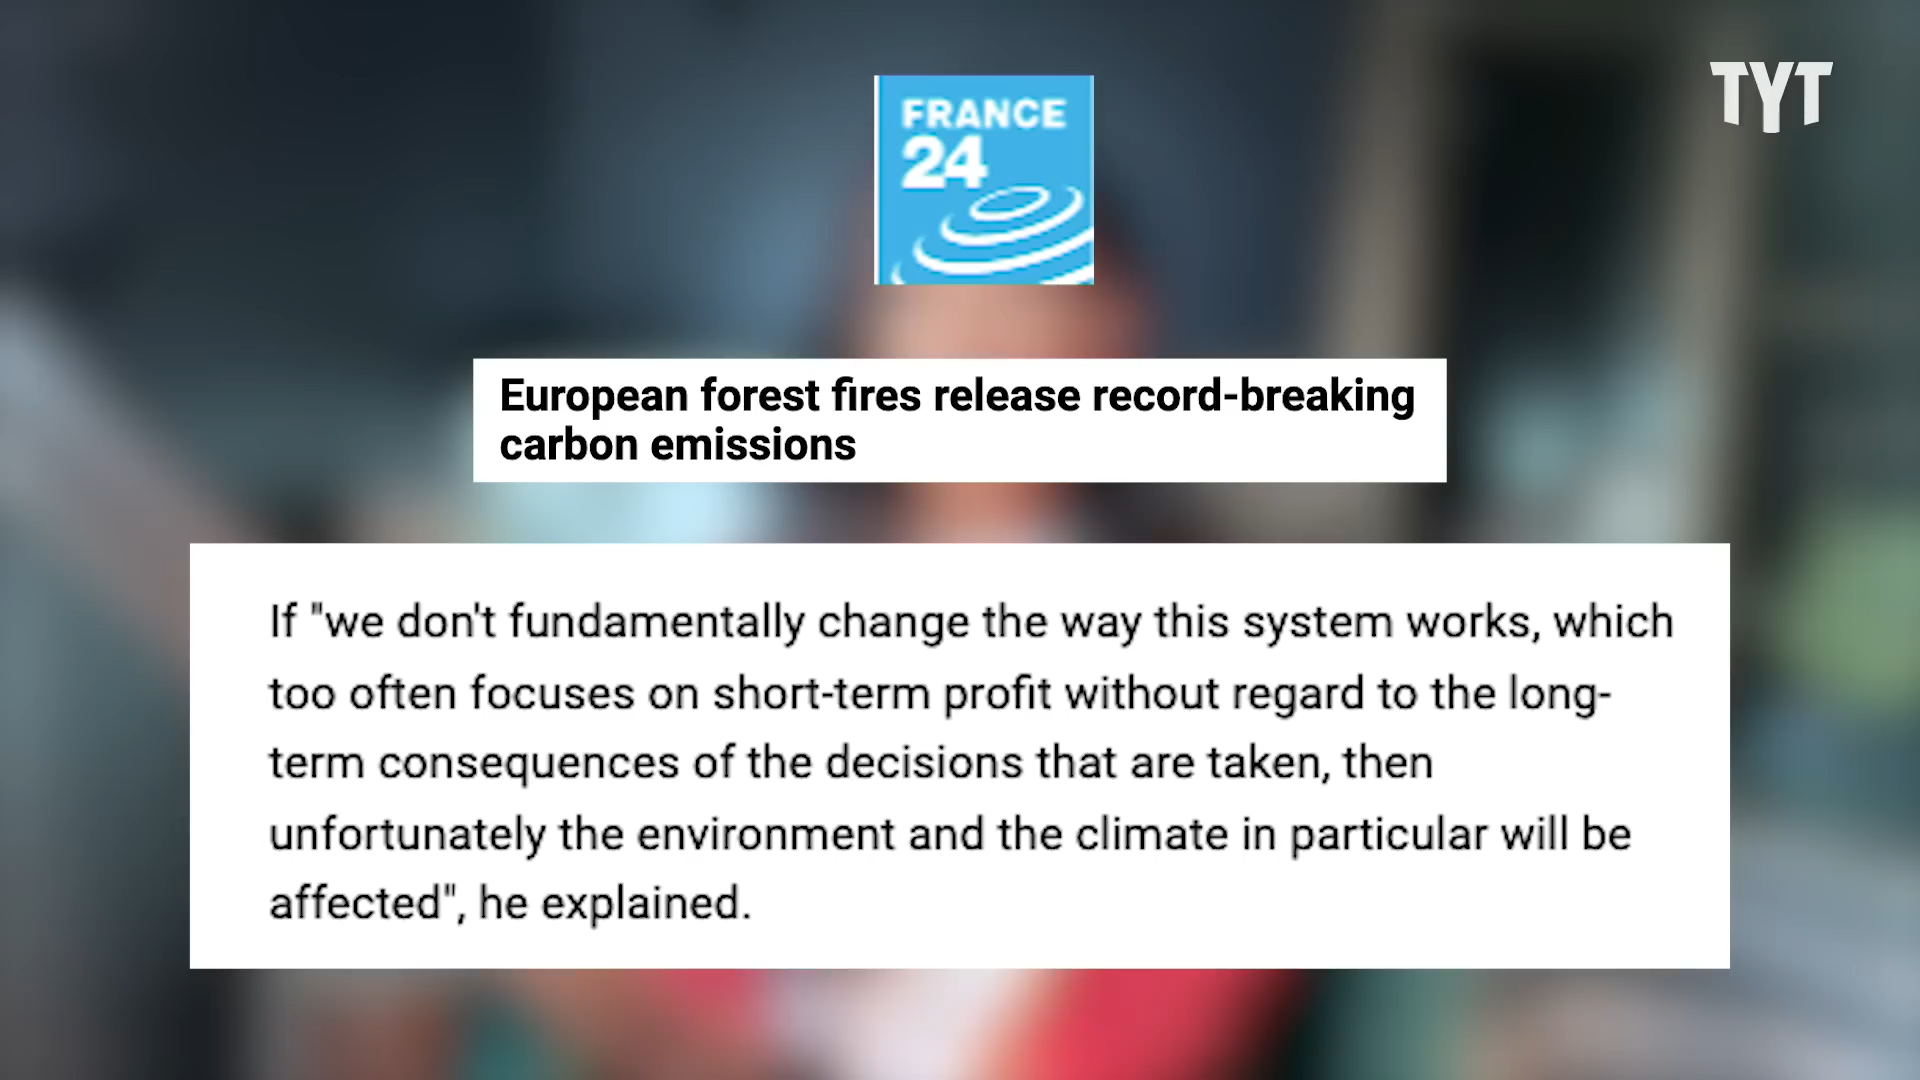 TYT
FRANCE
24
European forest fires release record-breaking
carbon emissions
If "we don't fundamentally change the way this system works, which
too often focuses on short-term profit without regard to the long-
term consequences of the decisions that are taken, then
unfortunately the environment and the climate in particular will be
affected", he explained.